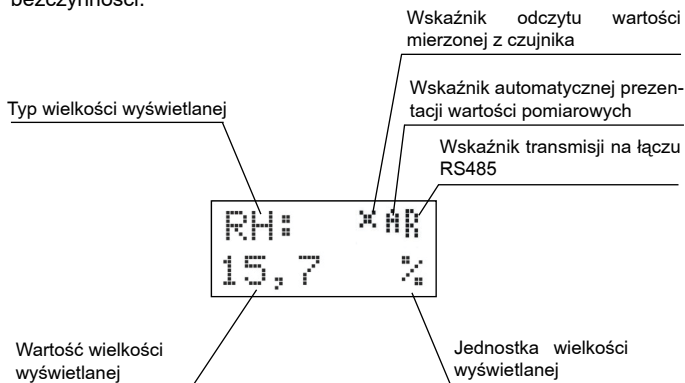 bezczynności.
Wskaźnik odczytu wartości
mierzonej z czujnika
Wskaźnik automatycznej prezen-
tacji wartości pomiarowych
Typ wielkości wyświetlanej
Wskaźnik transmisji na łączu
RS485
RH: ×AR
15,7 %
Wartość wielkości
wyświetlanej
Jednostka wielkości
wyświetlanej